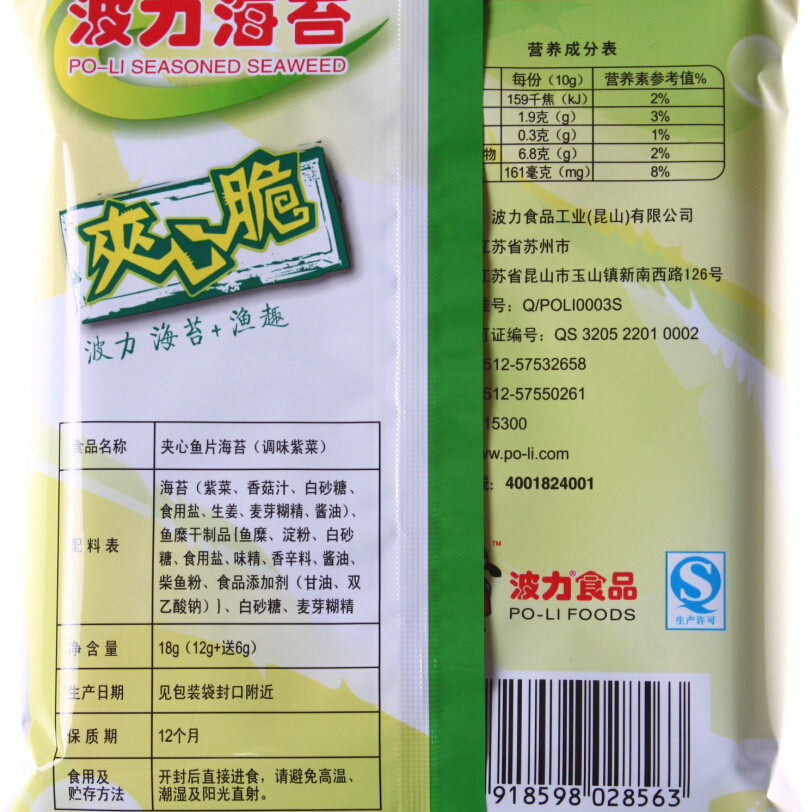 波力海苔
PO-LI SEASONED SEAWEED
夹心脆
波力 海苔+渔趣
食品名称 夹心鱼片海苔（调味紫菜）
配料表
海苔（紫菜、香菇汁、白砂糖、
食用盐、生姜、麦芽糊精、酱油）、
鱼糜干制品{鱼糜、淀粉、白砂
糖、食用盐、味精、香辛料、酱油、
柴鱼粉、食品添加剂（甘油、双
乙酸钠）}、白砂糖、麦芽糊精
净含量 18g（12g+送6g）
生产日期 见包装袋封口附近
保质期 12个月
食用及
贮存方法
开封后直接进食，请避免高温、
潮湿及阳光直射。
营养成分表
每份（10g） 营养素参考值%
159千焦（kJ） 2%
1.9克（g） 3%
0.3克（g） 1%
物 6.8克（g） 2%
161毫克（mg） 8%
波力食品工业(昆山)有限公司
江苏省苏州市
江苏省昆山市玉山镇新南西路126号
号：Q/POLI0003S
可证编号：QS 3205 2201 0002
512-57532658
512-57550261
15300
www.po-li.com
4001824001
TM
波力®食品
PO-LI FOODS
QS
生产许可
918598 028563